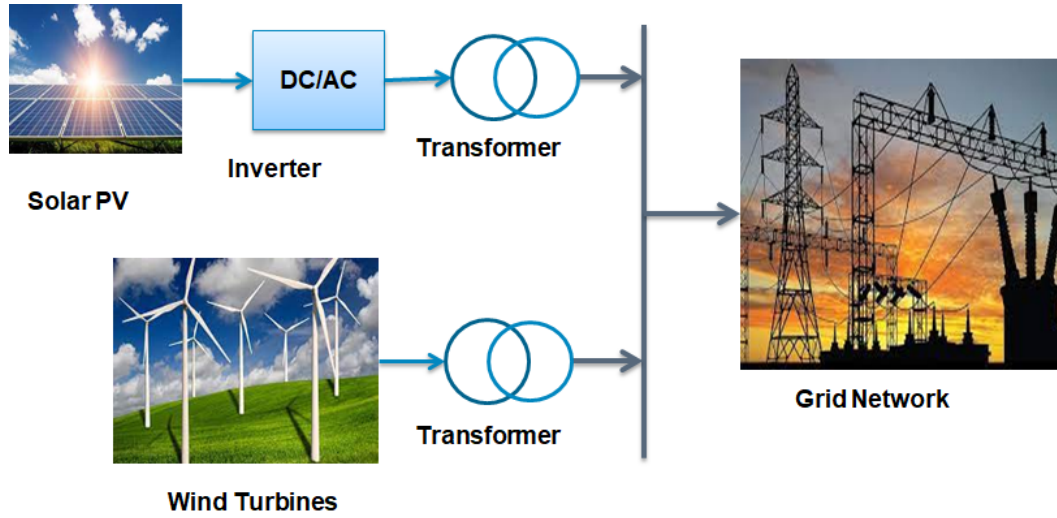 DC/AC
Transformer
Inverter
Solar PV
Grid Network
Transformer
Wind Turbines